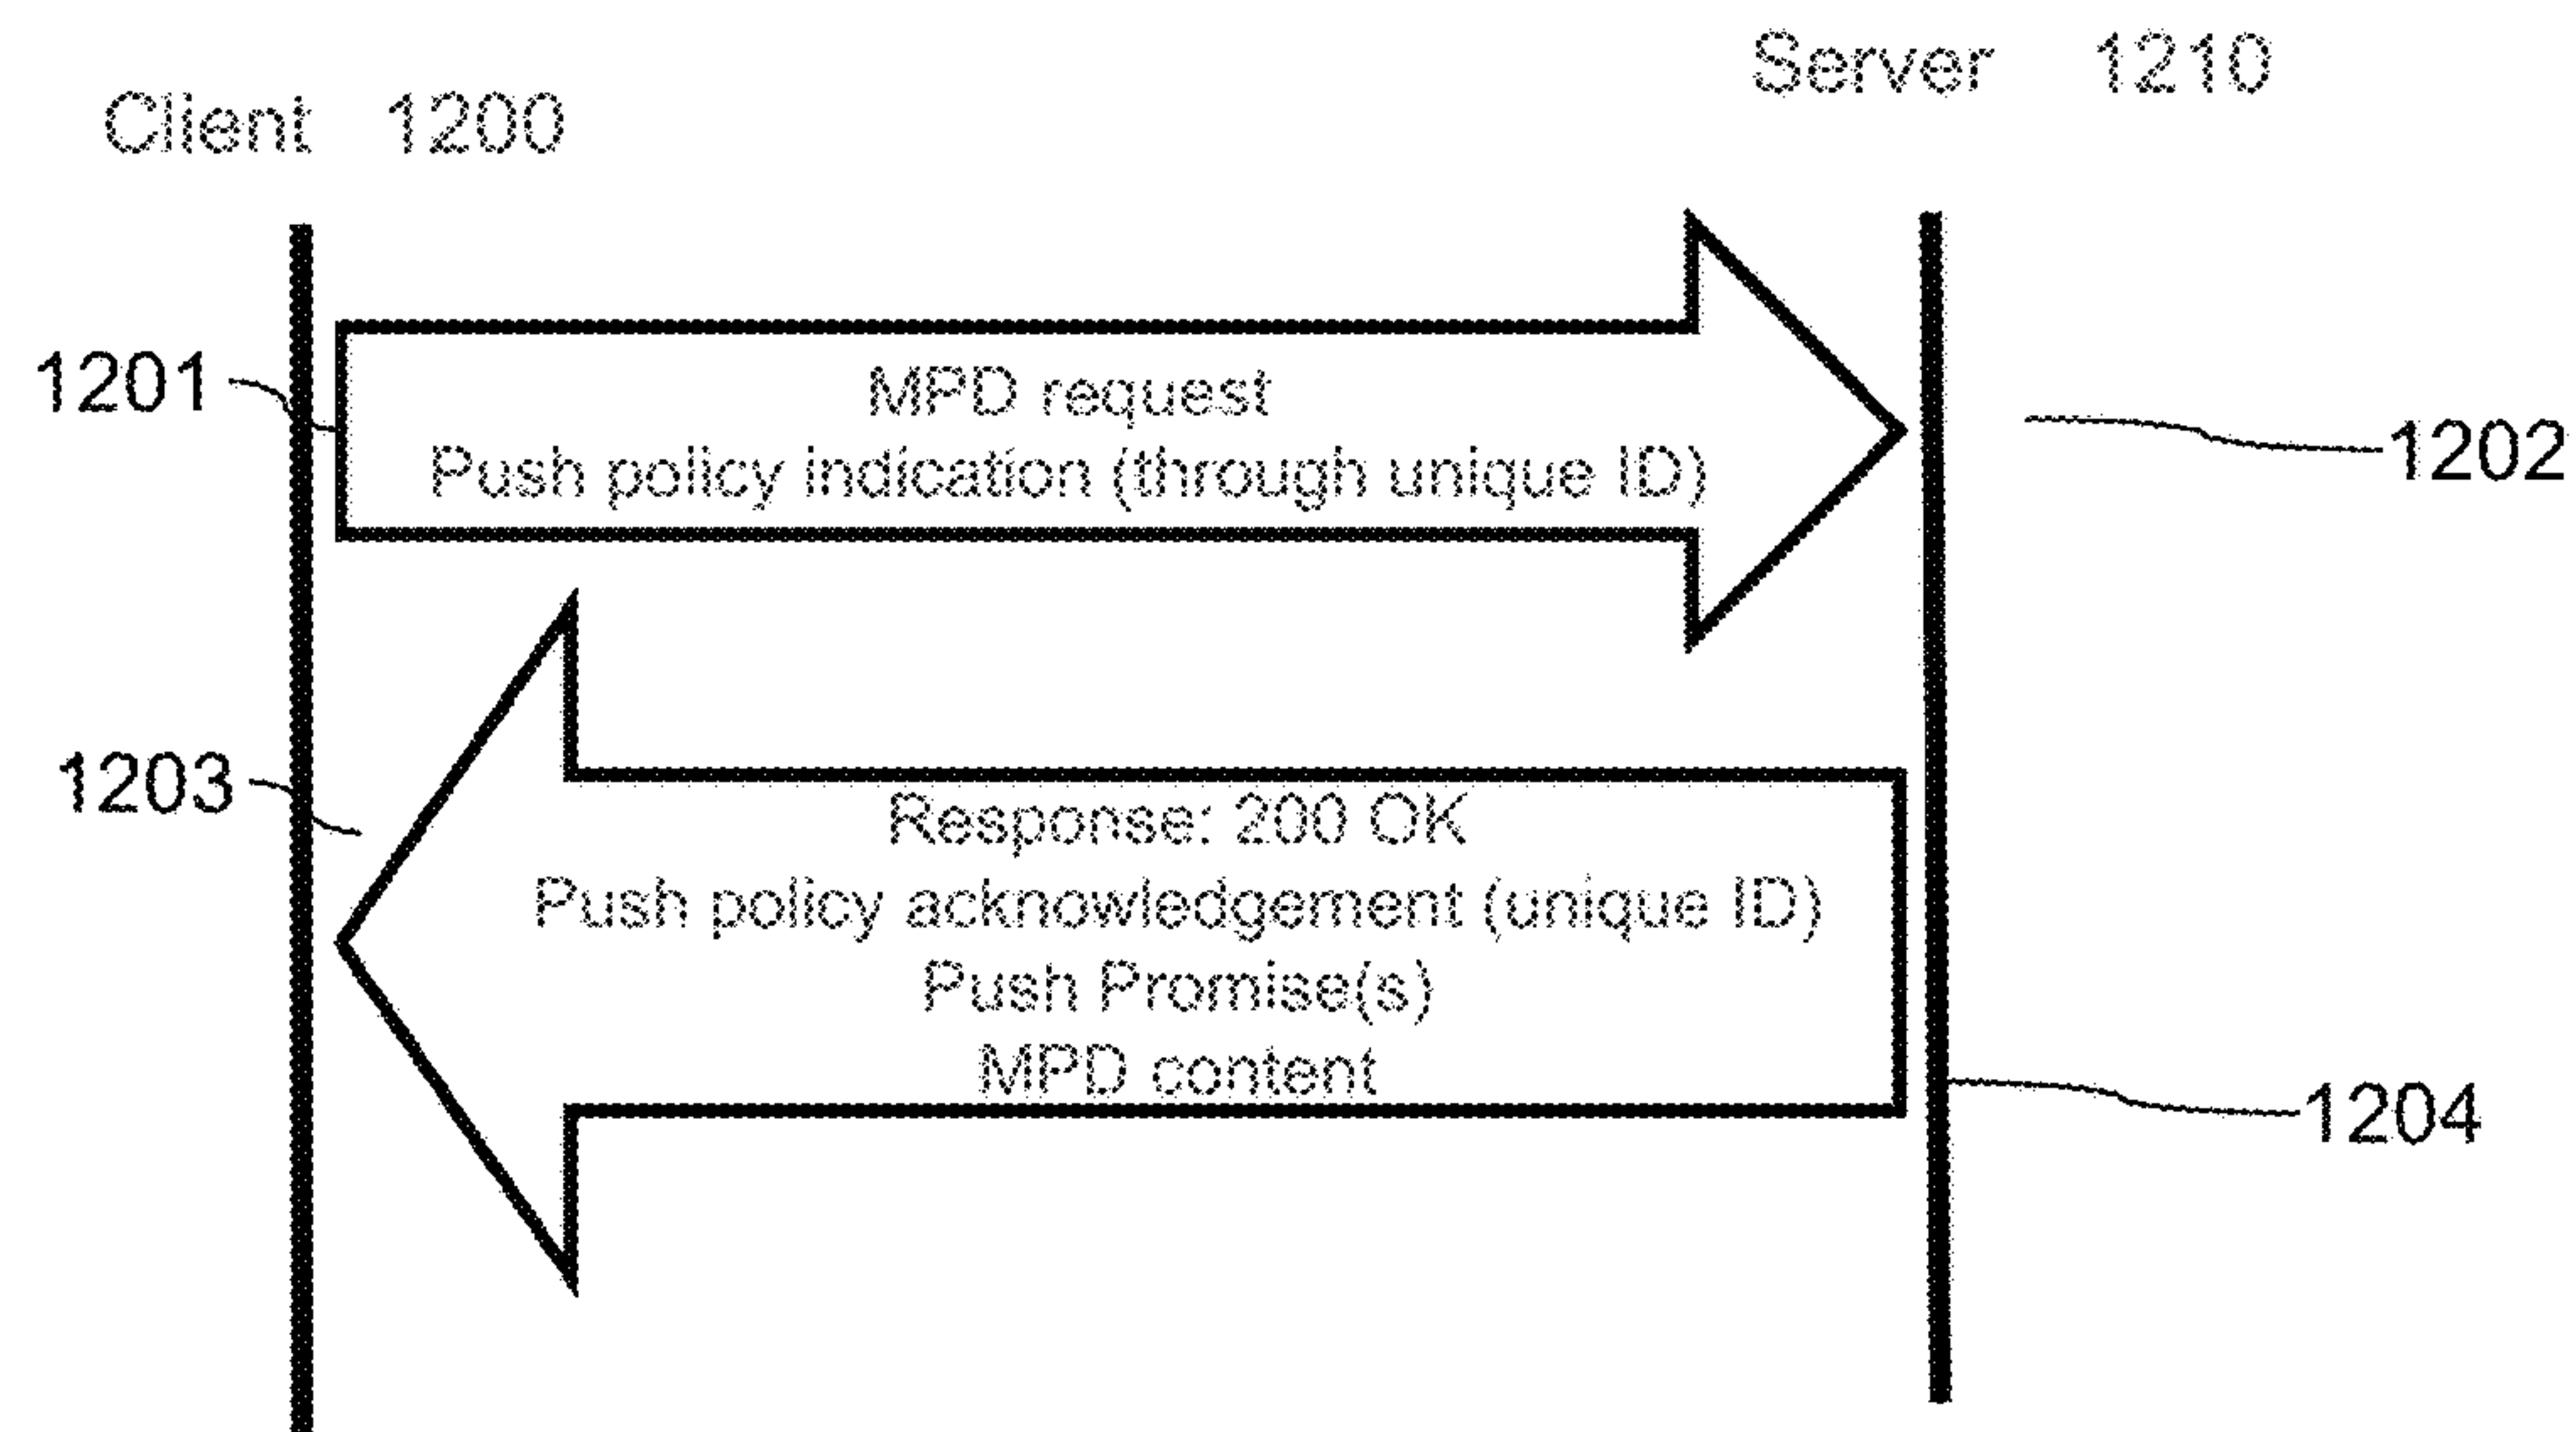 Client 1200
Server 1210
1201
MPD request
Push policy indication (through unique ID)
1202
1203
Response: 200 OK
Push policy acknowledgement (unique ID)
Push Promise(s)
MPD content
1204